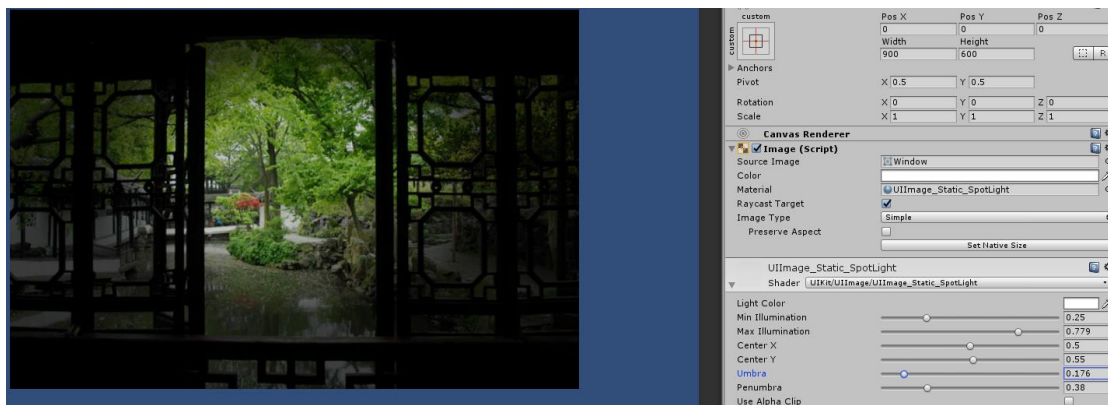 custom
Pos X Pos Y Pos Z
custom
0 0 0
Width Height
900 600
R
Anchors
Pivot X 0.5 Y 0.5
Rotation X 0 Y 0 Z 0
Scale X 1 Y 1 Z 1
Canvas Renderer
Image (Script)
Source Image Window
Color
Material UIImage_Static_SpotLight
Raycast Target
Image Type Simple
Preserve Aspect
Set Native Size
UIImage_Static_SpotLight
Shader UIKit/UIImage/UIImage_Static_SpotLight
Light Color
Min Illumination 0.25
Max Illumination 0.779
Center X 0.5
Center Y 0.55
Umbra 0.176
Penumbra 0.38
Use Alpha Clip